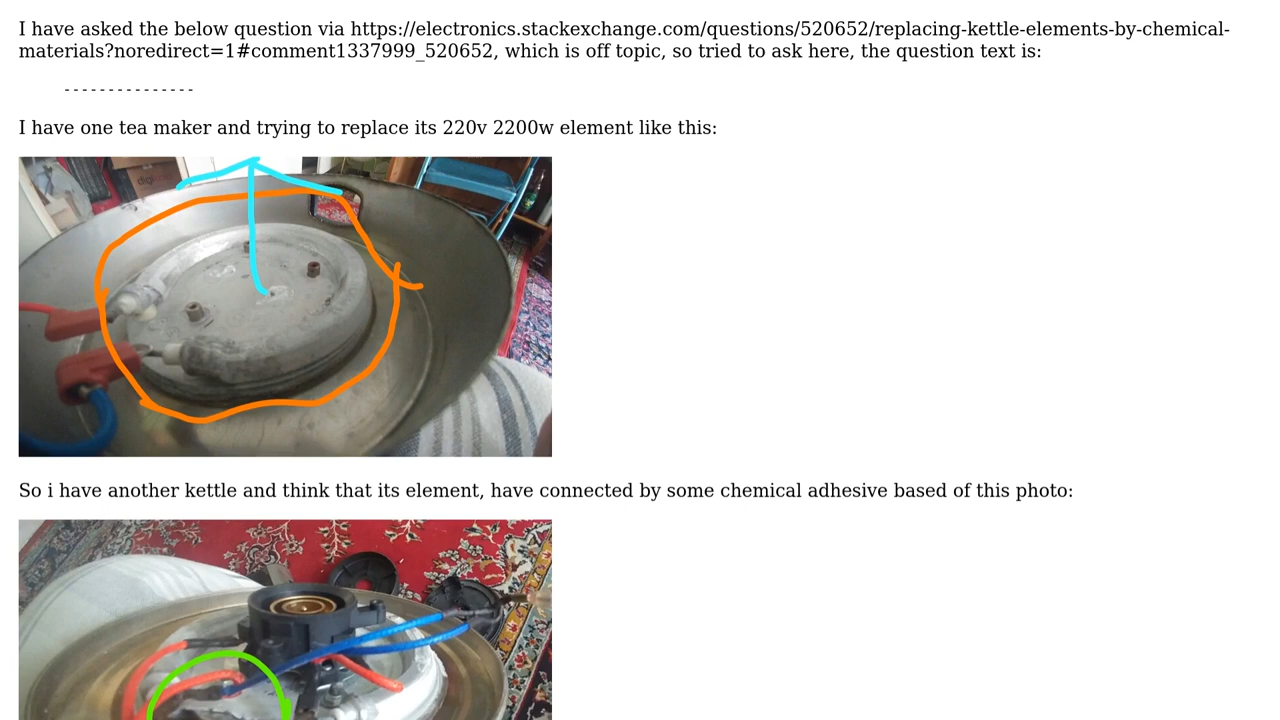 I have asked the below question via https://electronics.stackexchange.com/questions/520652/replacing-kettle-elements-by-chemical-
materials?noredirect=1#comment1337999_520652, which is off topic, so tried to ask here, the question text is:
---------------
I have one tea maker and trying to replace its 220v 2200w element like this:
So i have another kettle and think that its element, have connected by some chemical adhesive based of this photo: